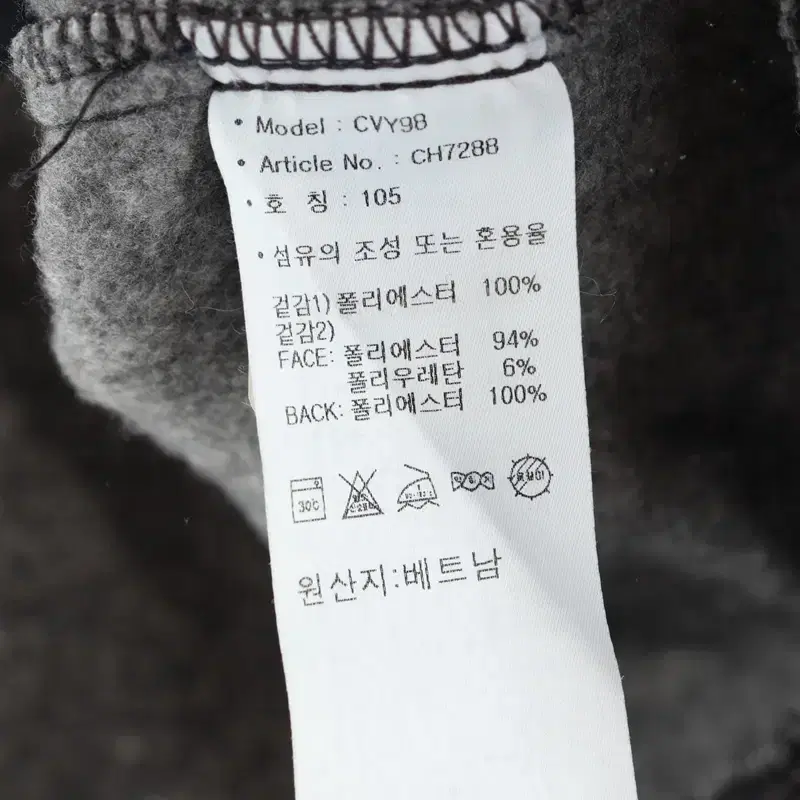 • Model : CVY98
• Article No. : CH7288
• 호 칭 : 105
• 섬유의 조성 또는 혼용율
겉감1) 폴리에스터 100%
겉감2)
FACE: 폴리에스터 94%
폴리우레탄 6%
BACK: 폴리에스터 100%
30℃
원산지:베트남